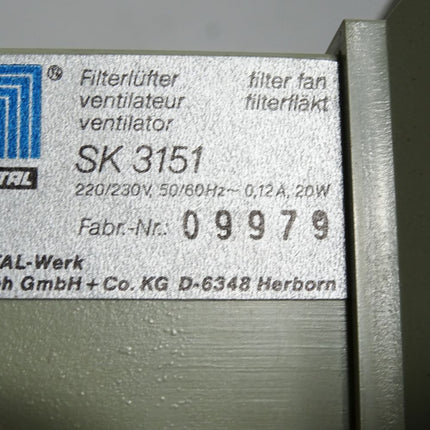 ®
Filterlüfter filter fan
ventilateur filterfläkt
ventilator
SK 3151
220/230V, 50/60Hz~ 0,12A, 20W
Fabr.-Nr.: 09979
TAL-Werk
GmbH + Co. KG D-6348 Herborn